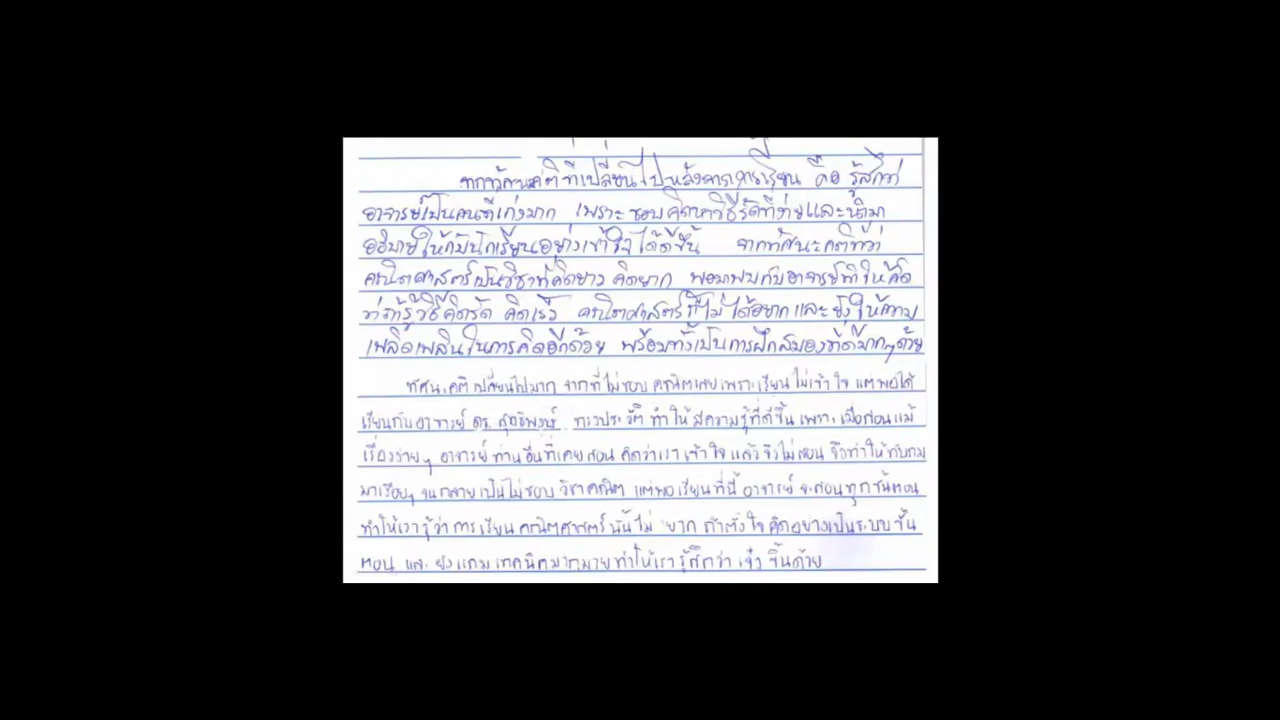 จากทัศนคติที่เปลี่ยนไปหลังจากการเรียน คือ รู้สึกว่า
อาจารย์เป็นคนที่เก่งมาก เพราะชอบคิดหาวิธีรัดที่ง่ายและนำมา
อธิบายให้กับนักเรียนอย่างเข้าใจได้ดีขึ้น จากทัศนะคติที่ว่า
คณิตศาสตร์เป็นวิชาที่คิดยาว คิดยาก พอมาพบกับอาจารย์ทำให้คิด
ว่าถ้ารู้วิธีคิดรัด คิดเร็ว คณิตศาสตร์ก็ไม่ได้อยากและยังให้ความ
เพลิดเพลินในการคิดอีกด้วย พร้อมทั้งเป็นการฝึกสมองที่ดีมากๆด้วย
ทัศนะคติเปลี่ยนไปมาก จากที่ไม่ชอบคณิตเลยเพราะเรียนไม่เข้าใจ แต่พอได้
เรียนกับอาจารย์ ดร. สุทธิพงษ์ ทำให้มีความรู้ที่ดีขึ้น เพราะเมื่อก่อนแม้
เรื่องง่ายๆ อาจารย์ท่านอื่นที่เคยสอน คิดว่าเราเข้าใจแล้วจึงไม่สอน จึงทำให้ทับถม
มาเรื่อยๆ จนกลายเป็นไม่ชอบวิชาคณิต แต่พอเรียนที่นี่ อาจารย์จะสอนทุกขั้นตอน
ทำให้เรารู้ว่าการเรียนคณิตศาสตร์นั้นไม่ยาก ถ้าตั้งใจคิดอย่างเป็นระบบขั้น
ตอน และยังแถมเทคนิคมากมายทำให้เรารู้สึกว่า เจ๋ง ขึ้นด้วย